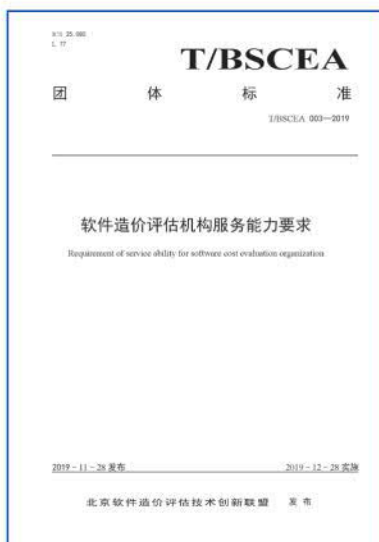 L 77
T/BSCEA
团体标准
T/BSCEA 003—2019
软件造价评估机构服务能力要求
Requirement of service ability for software cost evaluation organization
2019-11-28 发布
2019-12-28 实施
北京软件造价评估技术创新联盟 发布